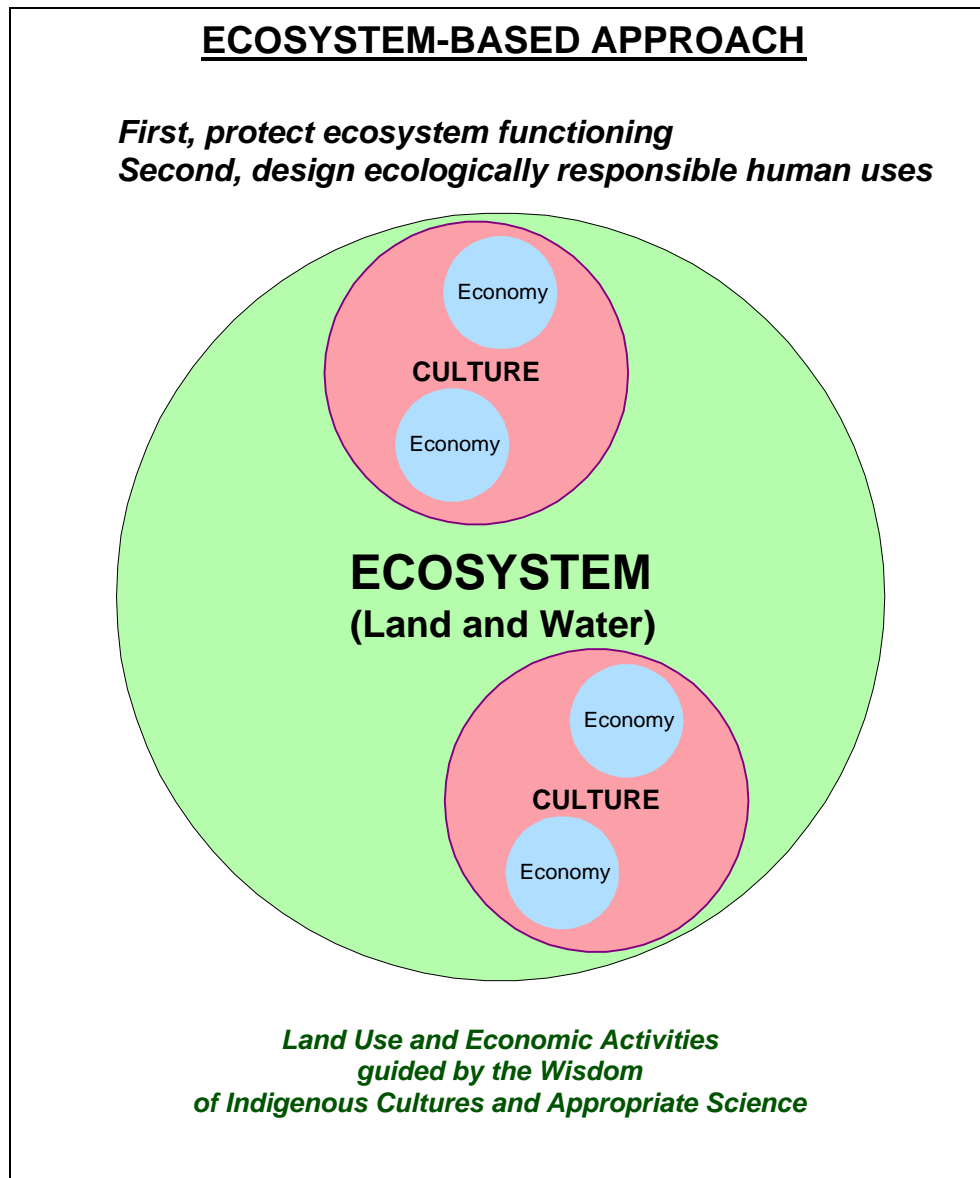 ECOSYSTEM-BASED APPROACH
First, protect ecosystem functioning
Second, design ecologically responsible human uses
Economy
CULTURE
Economy
ECOSYSTEM
(Land and Water)
Economy
CULTURE
Economy
Land Use and Economic Activities
guided by the Wisdom
of Indigenous Cultures and Appropriate Science